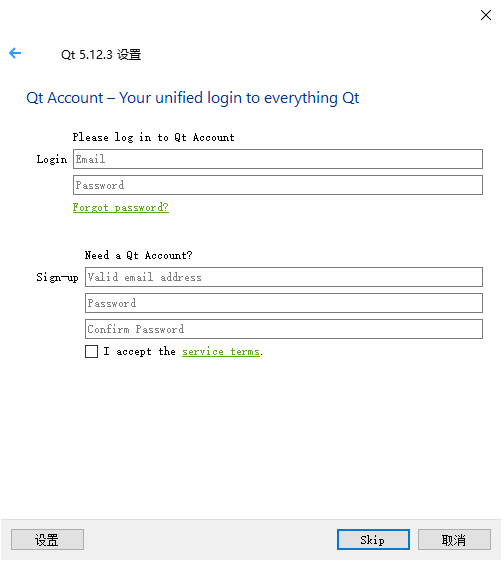 Qt 5.12.3 设置
Qt Account – Your unified login to everything Qt
Please log in to Qt Account
Login Email
Password
Forgot password?
Need a Qt Account?
Sign-up Valid email address
Password
Confirm Password
I accept the service terms.
设置 Skip 取消